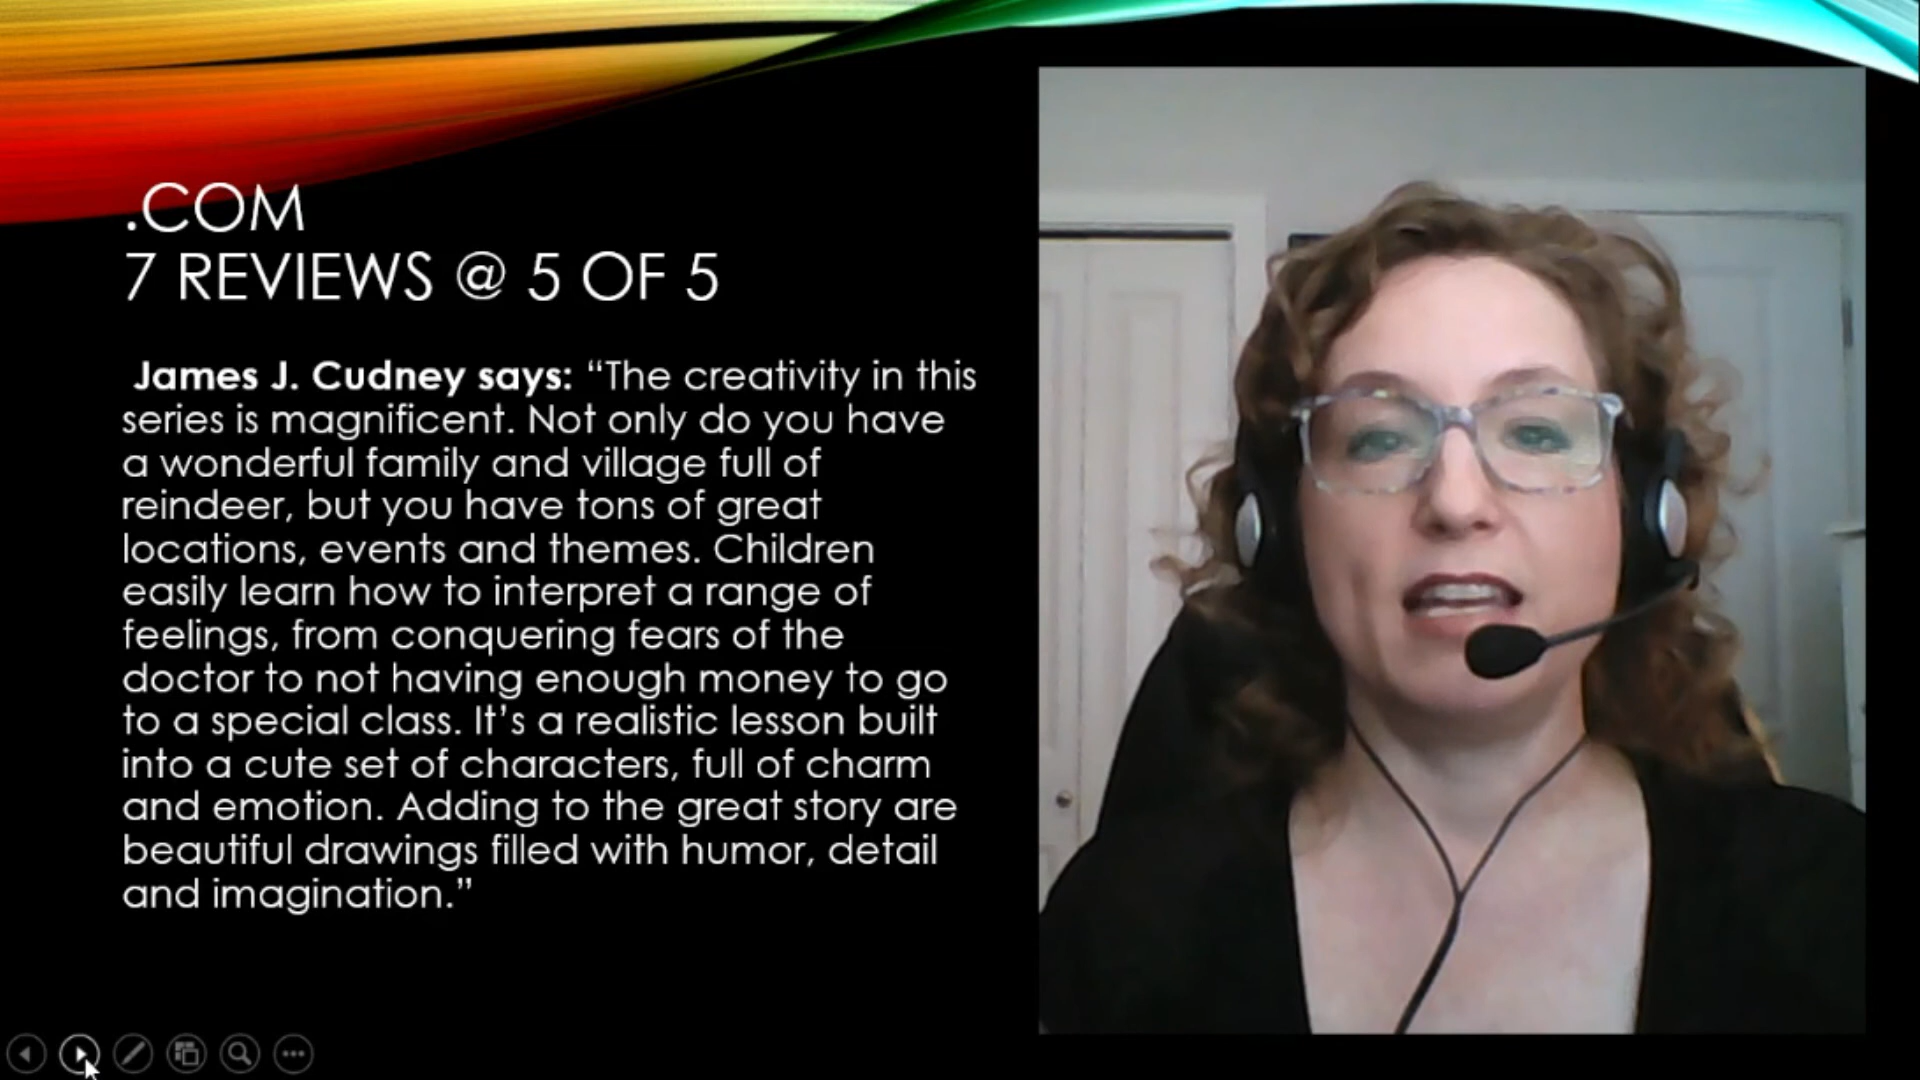 .COM
7 REVIEWS @ 5 OF 5
James J. Cudney says: “The creativity in this
series is magnificent. Not only do you have
a wonderful family and village full of
reindeer, but you have tons of great
locations, events and themes. Children
easily learn how to interpret a range of
feelings, from conquering fears of the
doctor to not having enough money to go
to a special class. It’s a realistic lesson built
into a cute set of characters, full of charm
and emotion. Adding to the great story are
beautiful drawings filled with humor, detail
and imagination.”